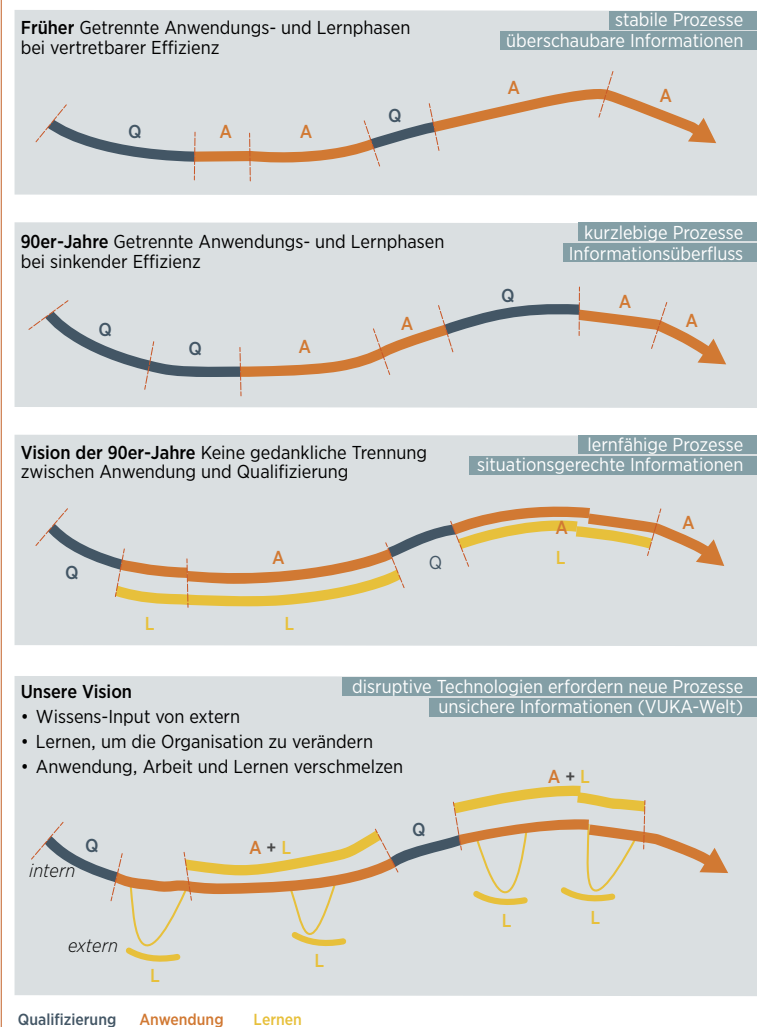 Früher Getrennte Anwendungs- und Lernphasen
bei vertretbarer Effizienz
stabile Prozesse
überschaubare Informationen
Q
A
A
Q
A
A
90er-Jahre Getrennte Anwendungs- und Lernphasen
bei sinkender Effizienz
kurzlebige Prozesse
Informationsüberfluss
Q
Q
A
A
Q
A
A
Vision der 90er-Jahre Keine gedankliche Trennung
zwischen Anwendung und Qualifizierung
lernfähige Prozesse
situationsgerechte Informationen
Q
A
L
L
Q
A
L
A
Unsere Vision
• Wissens-Input von extern
• Lernen, um die Organisation zu verändern
• Anwendung, Arbeit und Lernen verschmelzen
disruptive Technologien erfordern neue Prozesse
unsichere Informationen (VUKA-Welt)
Q
A + L
Q
A + L
intern
extern
L
L
L
L
Qualifizierung Anwendung Lernen